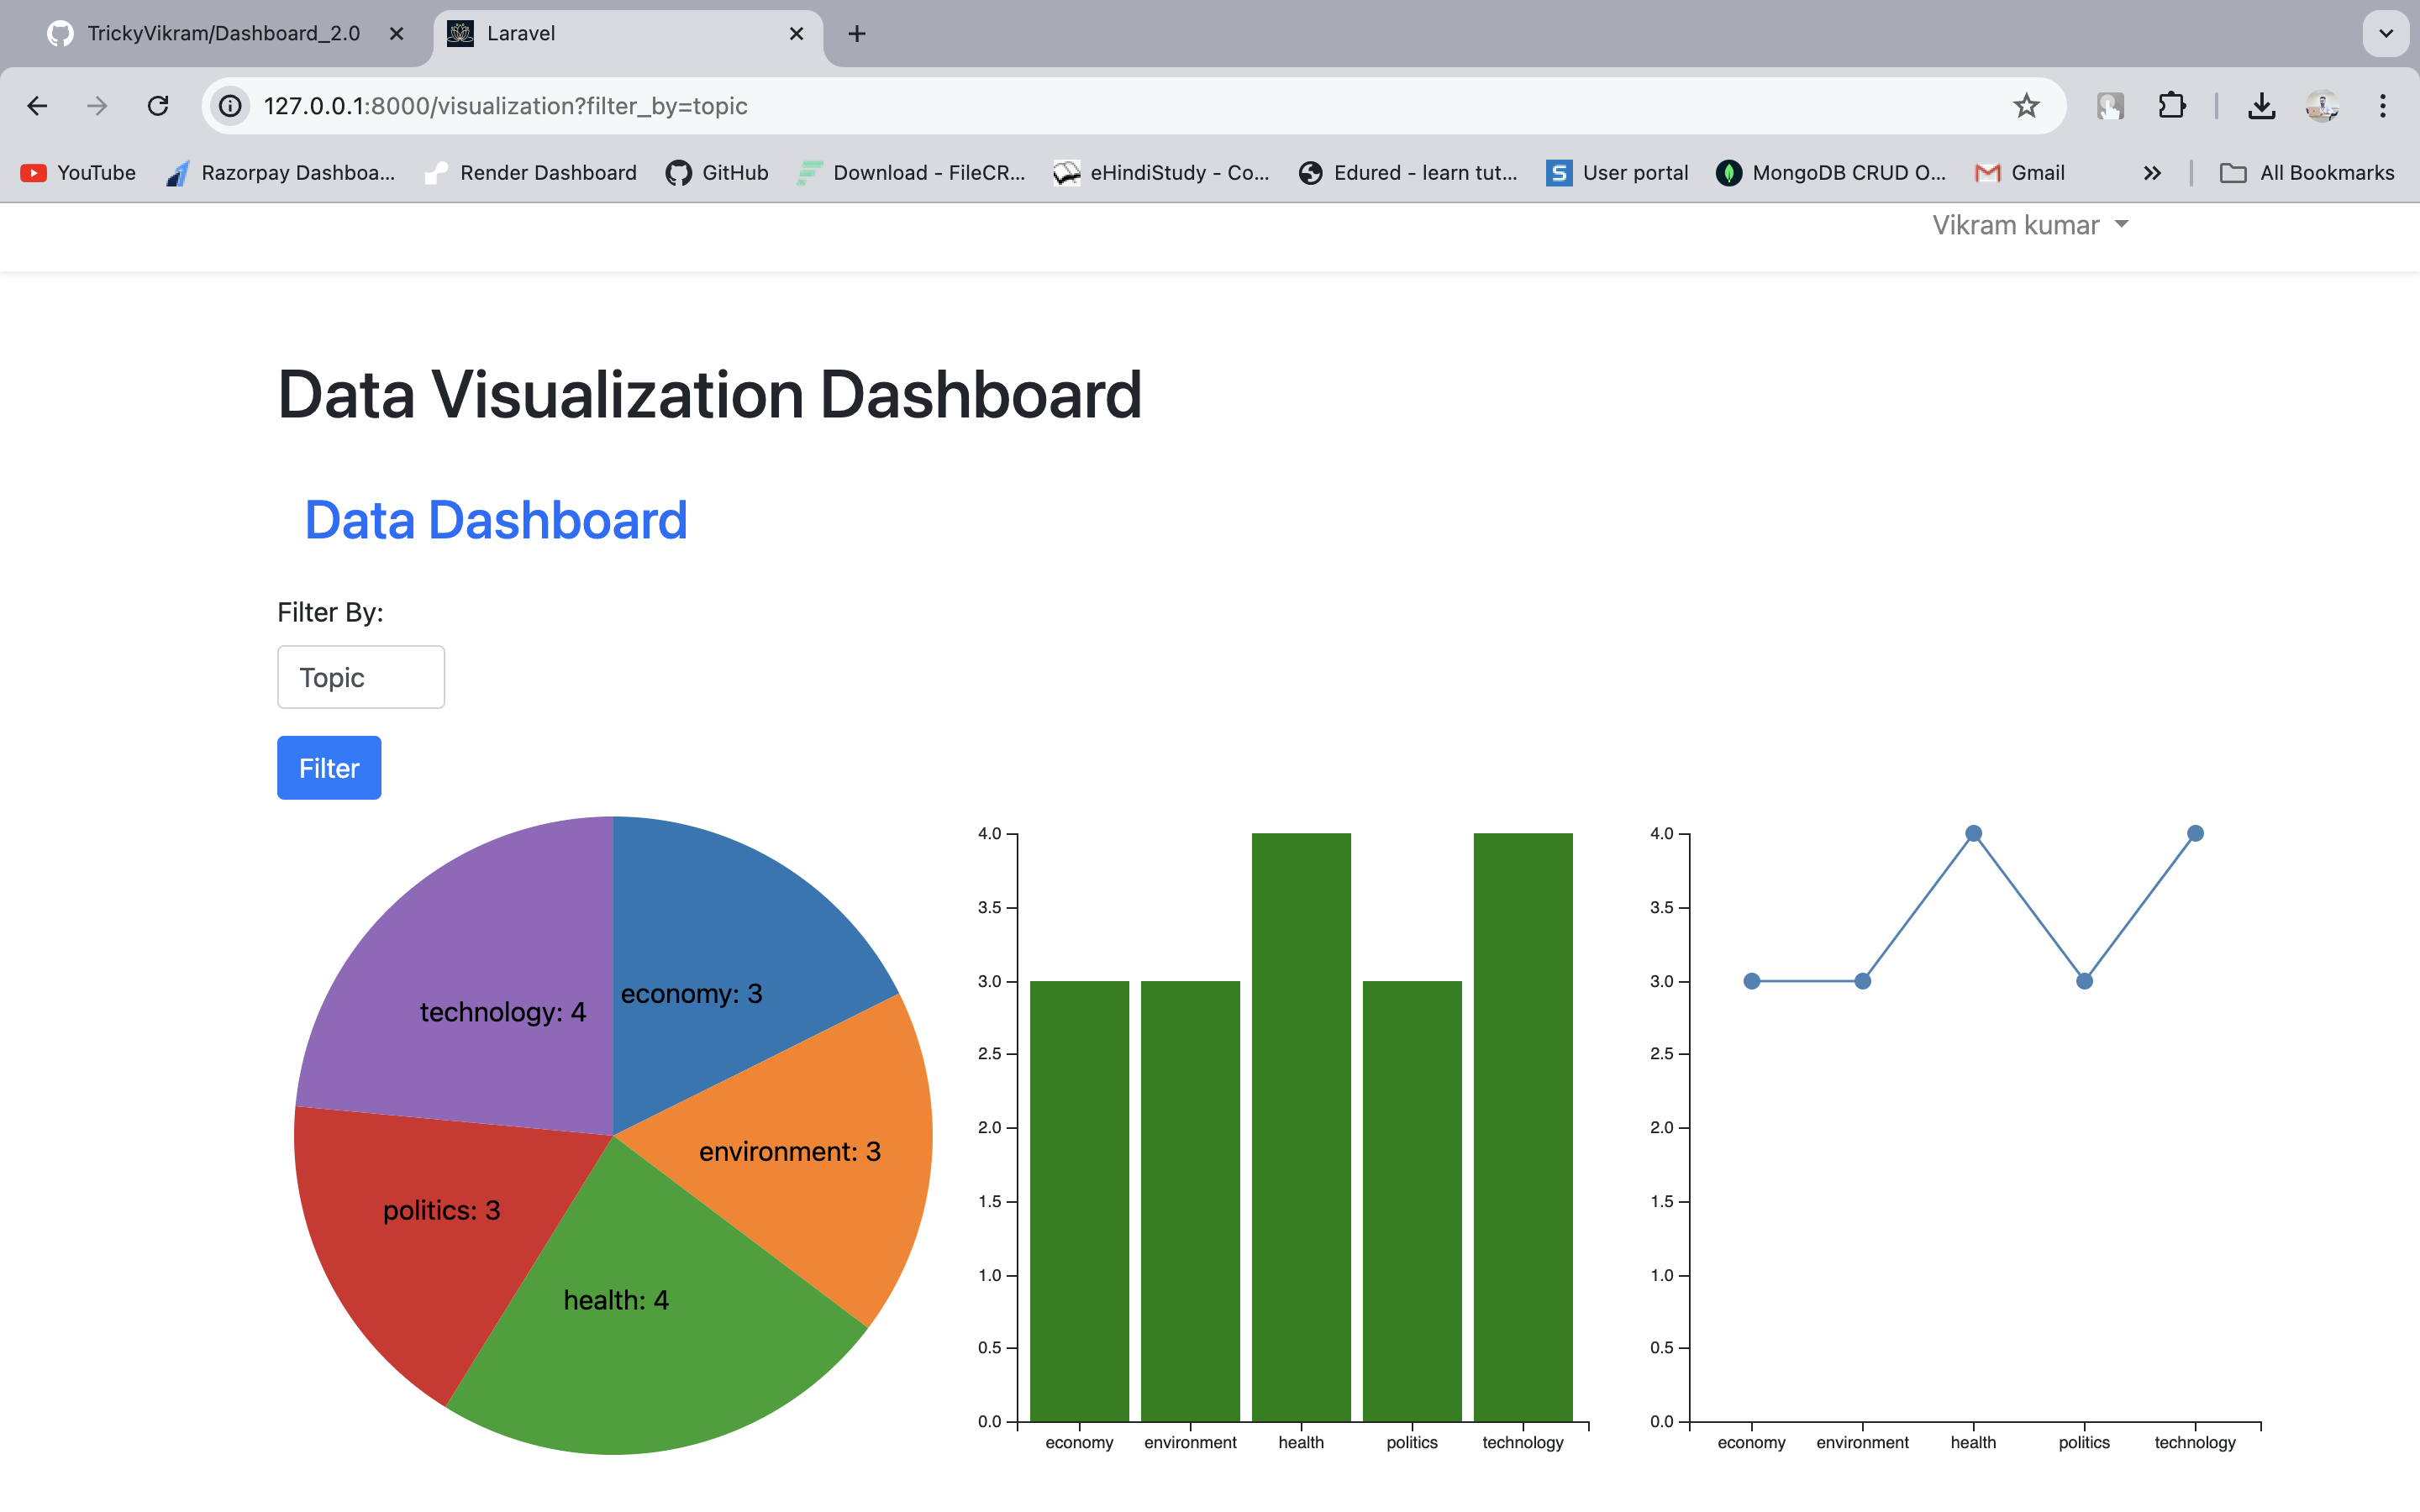 TrickyVikram/Dashboard_2.0
Laravel
127.0.0.1:8000/visualization?filter_by=topic
YouTube
Razorpay Dashboa...
Render Dashboard
GitHub
Download - FileCR...
eHindiStudy - Co...
Edured - learn tut...
S
User portal
MongoDB CRUD O...
Gmail
All Bookmarks
Vikram kumar
Data Visualization Dashboard
Data Dashboard
Filter By:
Topic
Filter
technology: 4
economy: 3
environment: 3
politics: 3
health: 4
4.0
3.5
3.0
2.5
2.0
1.5
1.0
0.5
0.0
economy environment health politics technology
4.0
3.5
3.0
2.5
2.0
1.5
1.0
0.5
0.0
economy environment health politics technology